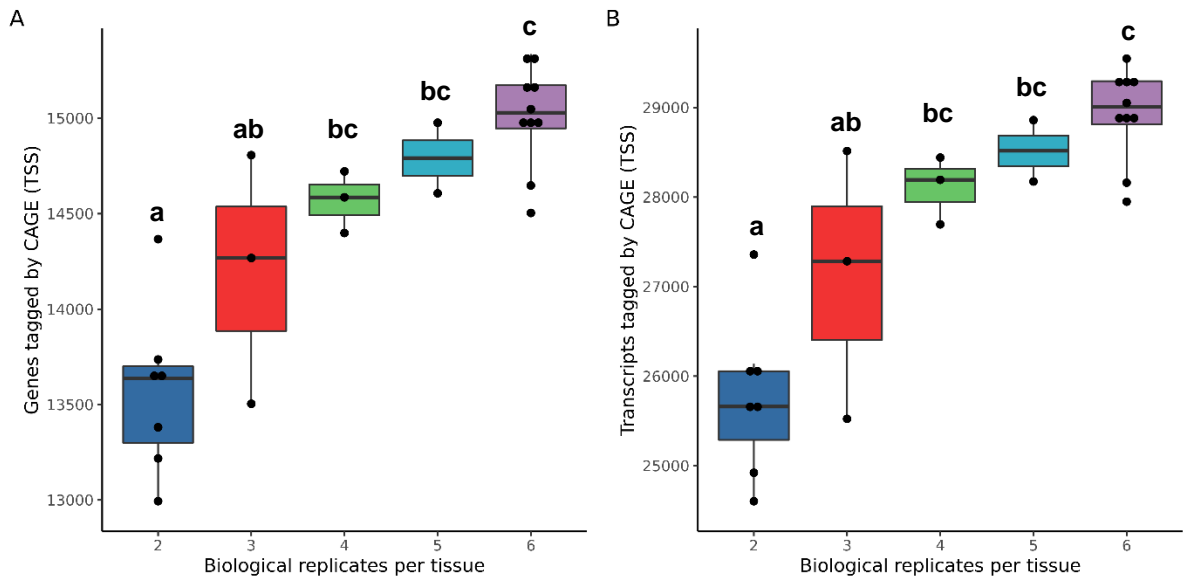 A
Genes tagged by CAGE (TSS)
15000
14500
14000
13500
13000
a
ab
bc
bc
c
2
3
4
5
6
Biological replicates per tissue
B
Transcripts tagged by CAGE (TSS)
29000
28000
27000
26000
25000
a
ab
bc
bc
c
2
3
4
5
6
Biological replicates per tissue